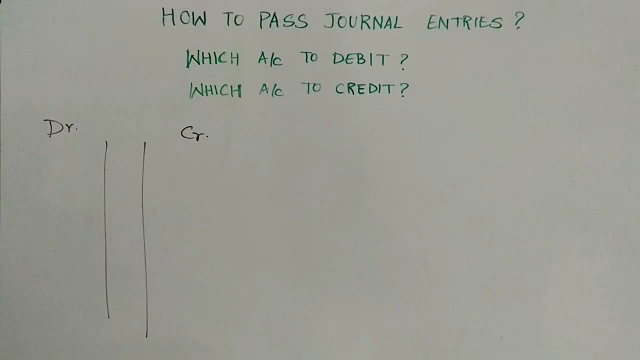 HOW TO PASS JOURNAL ENTRIES ?
WHICH A/c TO DEBIT ?
WHICH A/c TO CREDIT ?
Dr. Cr.